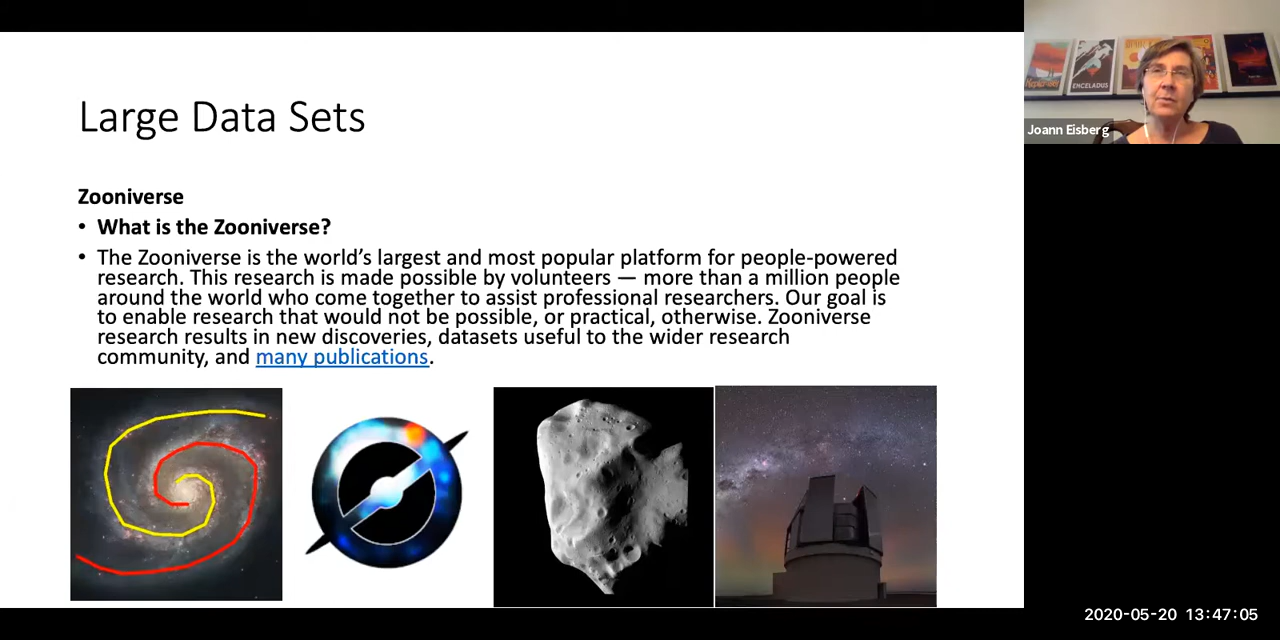 Large Data Sets
Zooniverse
• What is the Zooniverse?
• The Zooniverse is the world’s largest and most popular platform for people-powered
research. This research is made possible by volunteers — more than a million people
around the world who come together to assist professional researchers. Our goal is
to enable research that would not be possible, or practical, otherwise. Zooniverse
research results in new discoveries, datasets useful to the wider research
community, and many publications.
ENCELADUS
Joann Eisberg
2020-05-20 13:47:05